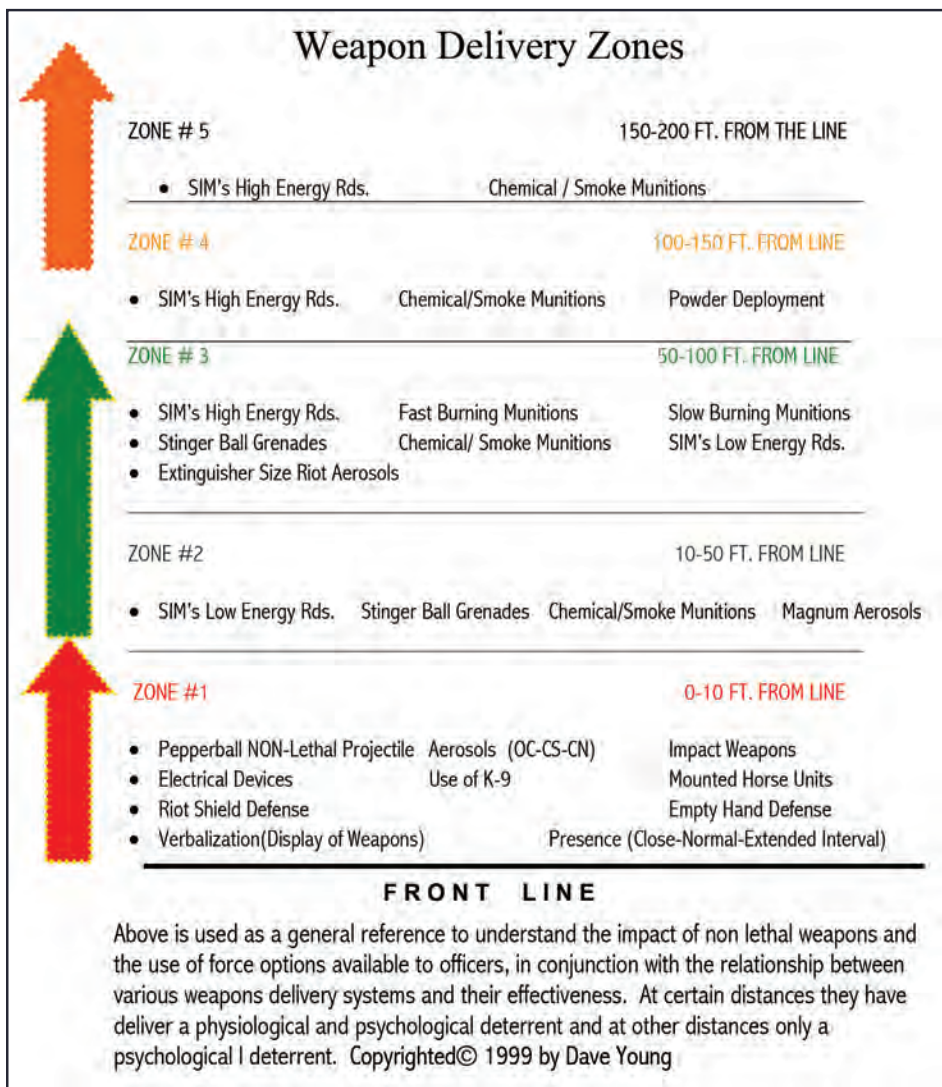 Weapon Delivery Zones
ZONE # 5 150-200 FT. FROM THE LINE
• SIM's High Energy Rds. Chemical / Smoke Munitions
ZONE # 4 100-150 FT. FROM LINE
• SIM's High Energy Rds. Chemical/Smoke Munitions Powder Deployment
ZONE # 3 50-100 FT. FROM LINE
• SIM's High Energy Rds. Fast Burning Munitions Slow Burning Munitions
• Stinger Ball Grenades Chemical/ Smoke Munitions SIM's Low Energy Rds.
• Extinguisher Size Riot Aerosols
ZONE #2 10-50 FT. FROM LINE
• SIM's Low Energy Rds. Stinger Ball Grenades Chemical/Smoke Munitions Magnum Aerosols
ZONE #1 0-10 FT. FROM LINE
• Pepperball NON-Lethal Projectile Aerosols (OC-CS-CN) Impact Weapons
• Electrical Devices Use of K-9 Mounted Horse Units
• Riot Shield Defense Empty Hand Defense
• Verbalization(Display of Weapons) Presence (Close-Normal-Extended Interval)
FRONT LINE
Above is used as a general reference to understand the impact of non lethal weapons and
the use of force options available to officers, in conjunction with the relationship between
various weapons delivery systems and their effectiveness. At certain distances they have
deliver a physiological and psychological deterrent and at other distances only a
psychological l deterrent. Copyrighted© 1999 by Dave Young